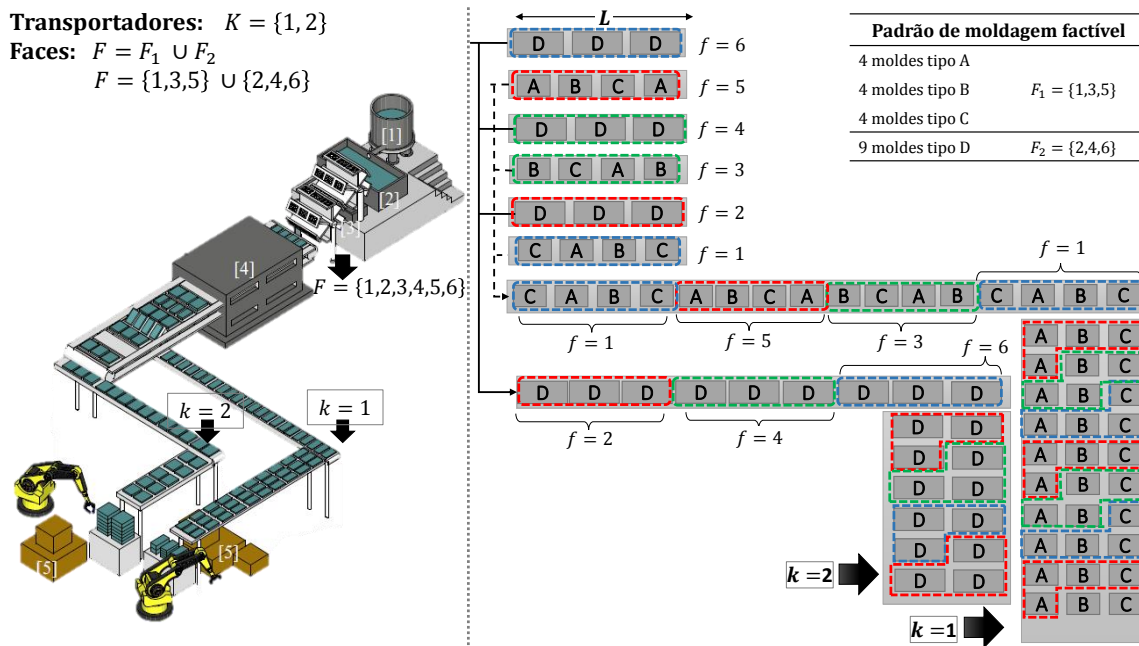 Transportadores: K = {1, 2}
Faces: F = F₁ ∪ F₂
F = {1,3,5} ∪ {2,4,6}
[1]
[2]
[3]
[4]
F = {1,2,3,4,5,6}
k = 2
k = 1
[5]
[5]
L
D D D f = 6
A B C A f = 5
D D D f = 4
B C A B f = 3
D D D f = 2
C A B C f = 1
Padrão de moldagem factível
4 moldes tipo A
4 moldes tipo B F₁ = {1,3,5}
4 moldes tipo C
9 moldes tipo D F₂ = {2,4,6}
f = 1
C A B C A B C A B C A B C A B C
f = 1 f = 5 f = 3
f = 6
D D D D D D D D D
f = 2 f = 4
D D
D D
D D
D D
D D
D D
k=2
A B C
A B C
A B C
A B C
A B C
A B C
A B C
A B C
A B C
A B C
k=1